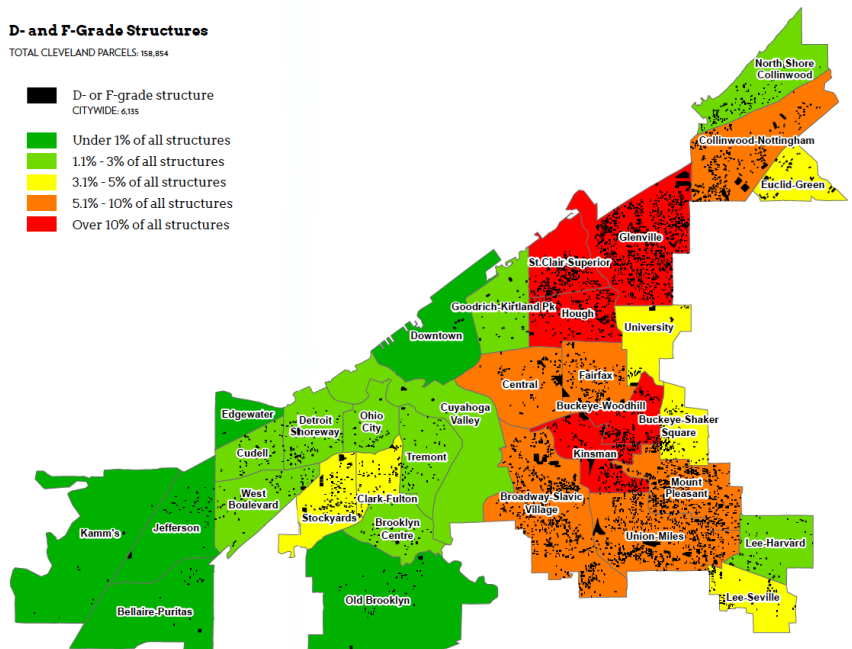 D- and F-Grade Structures
TOTAL CLEVELAND PARCELS: 158,854
D- or F-grade structure
CITYWIDE: 6,135
Under 1% of all structures
1.1% - 3% of all structures
3.1% - 5% of all structures
5.1% - 10% of all structures
Over 10% of all structures
North Shore
Collinwood
Collinwood-Nottingham
Euclid-Green
Glenville
St.Clair-Superior
Goodrich-Kirtland Pk
Hough
University
Downtown
Fairfax
Central
Buckeye-Woodhill
Cuyahoga
Valley
Edgewater
Detroit
Shoreway
Ohio
City
Buckeye-Shaker
Square
Cudell
Tremont
Kinsman
West
Boulevard
Clark-Fulton
Stockyards
Mount
Pleasant
Broadway-Slavic
Village
Kamm's
Jefferson
Brooklyn
Centre
Union-Miles
Lee-Harvard
Bellaire-Puritas
Old Brooklyn
Lee-Seville